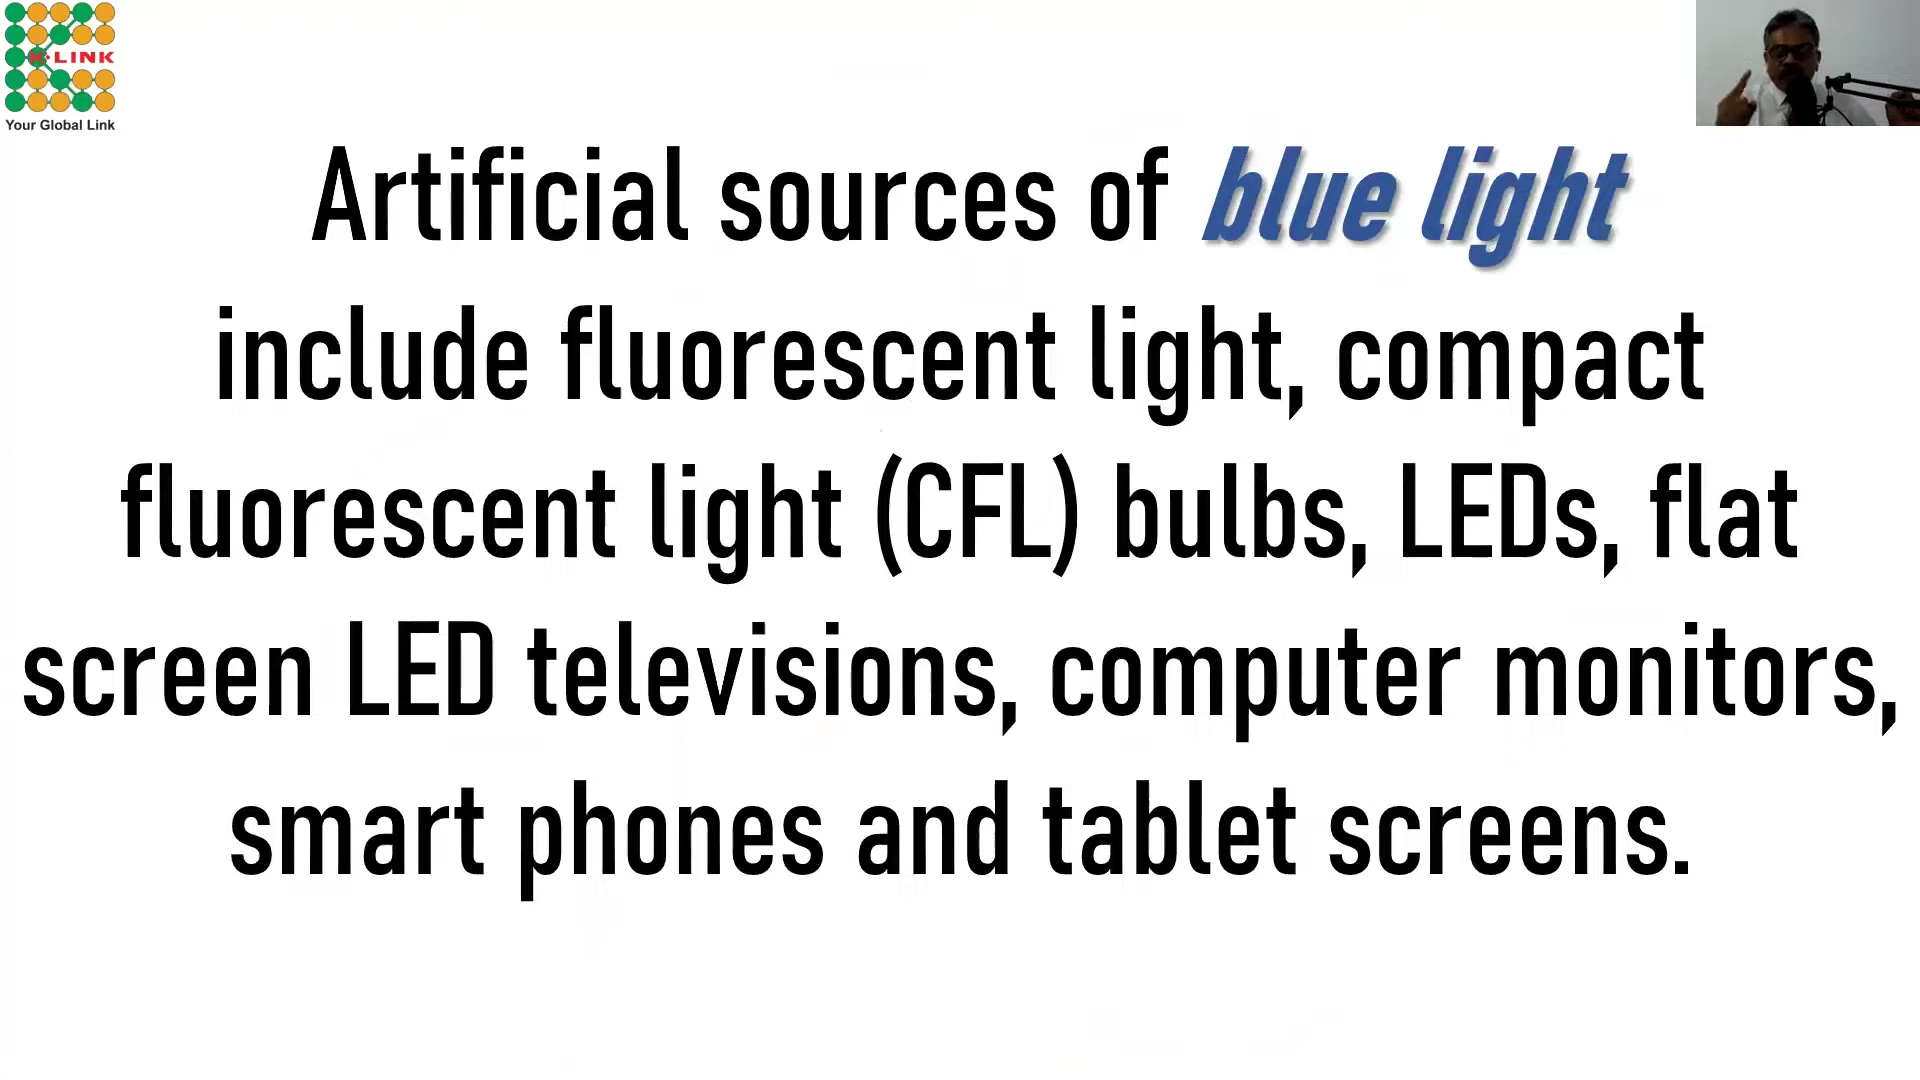 K-LINK
Your Global Link
Artificial sources of blue light
include fluorescent light, compact
fluorescent light (CFL) bulbs, LEDs, flat
screen LED televisions, computer monitors,
smart phones and tablet screens.